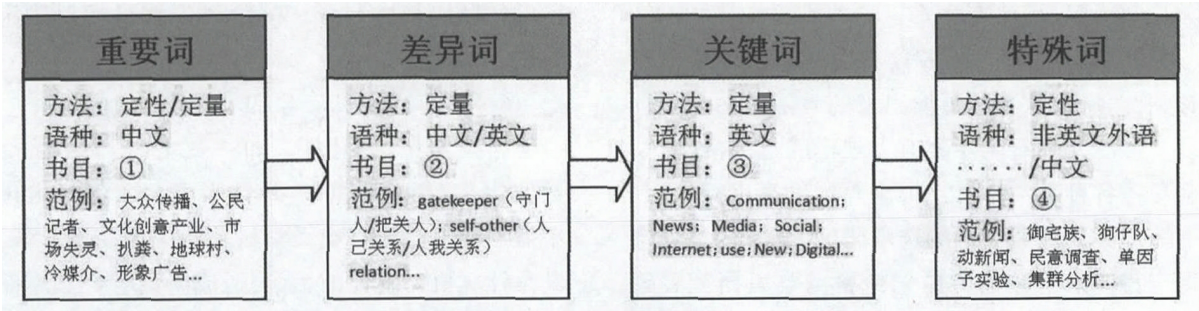 重要词
方法：定性/定量
语种：中文
书目：①
范例：大众传播、公民
记者、文化创意产业、市
场失灵、扒粪、地球村、
冷媒介、形象广告...
差异词
方法：定量
语种：中文/英文
书目：②
范例：gatekeeper（守门
人/把关人）；self-other（人
己关系/人我关系）
relation...
关键词
方法：定量
语种：英文
书目：③
范例：Communication；
News；Media；Social；
Internet；use；New；Digital...
特殊词
方法：定性
语种：非英文外语
······/中文
书目：④
范例：御宅族、狗仔队、
动新闻、民意调查、单因
子实验、集群分析...